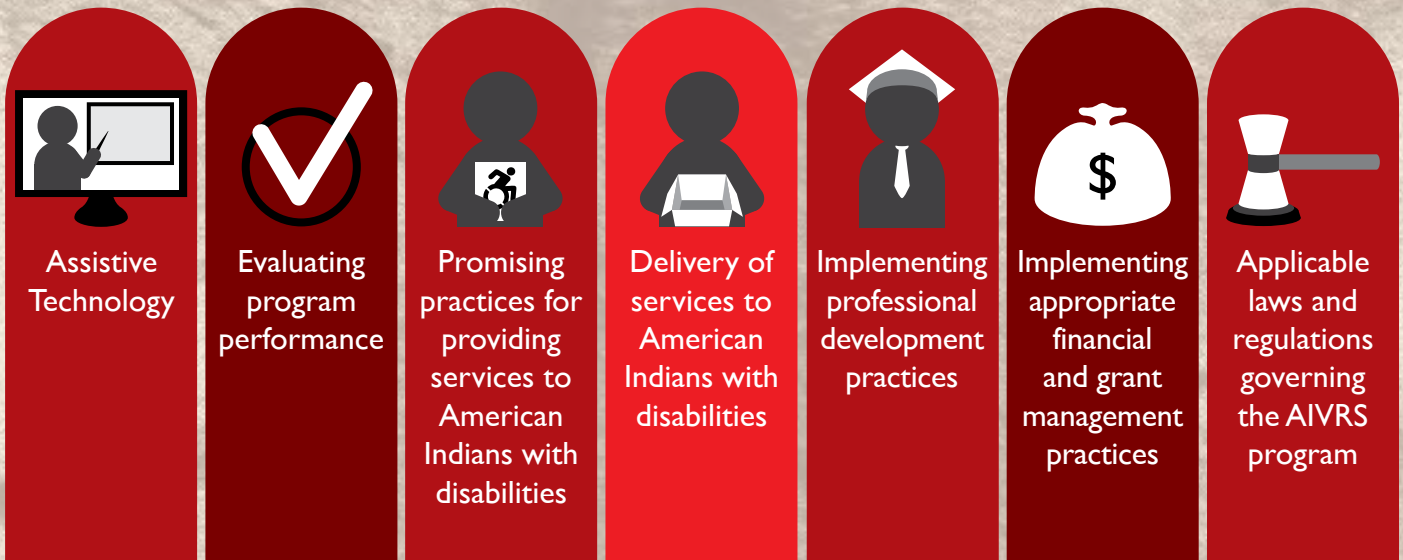 Assistive
Technology
Evaluating
program
performance
Promising
practices for
providing
services to
American
Indians with
disabilities
Delivery of
services to
American
Indians with
disabilities
Implementing
professional
development
practices
$
Implementing
appropriate
financial
and grant
management
practices
Applicable
laws and
regulations
governing
the AIVRS
program